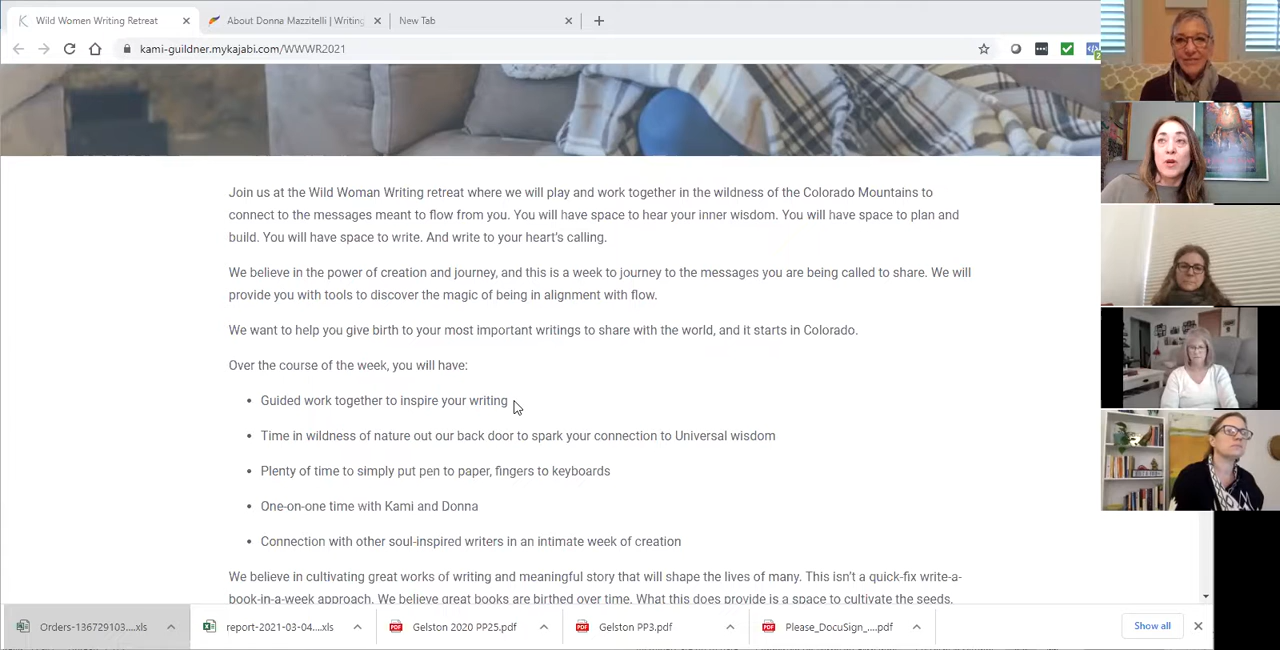 Wild Women Writing Retreat
About Donna Mazzitelli | Writing
New Tab
kami-guildner.mykajabi.com/WWWR2021
Join us at the Wild Woman Writing retreat where we will play and work together in the wildness of the Colorado Mountains to
connect to the messages meant to flow from you. You will have space to hear your inner wisdom. You will have space to plan and
build. You will have space to write. And write to your heart's calling.
We believe in the power of creation and journey, and this is a week to journey to the messages you are being called to share. We will
provide you with tools to discover the magic of being in alignment with flow.
We want to help you give birth to your most important writings to share with the world, and it starts in Colorado.
Over the course of the week, you will have:
• Guided work together to inspire your writing
• Time in wildness of nature out our back door to spark your connection to Universal wisdom
• Plenty of time to simply put pen to paper, fingers to keyboards
• One-on-one time with Kami and Donna
• Connection with other soul-inspired writers in an intimate week of creation
We believe in cultivating great works of writing and meaningful story that will shape the lives of many. This isn't a quick-fix write-a-
book-in-a-week approach. We believe great books are birthed over time. What this does provide is a space to cultivate the seeds.
Orders-136729103....xls
report-2021-03-04....xls
Gelston 2020 PP25.pdf
Gelston PP3.pdf
Please_DocuSign_....pdf
Show all